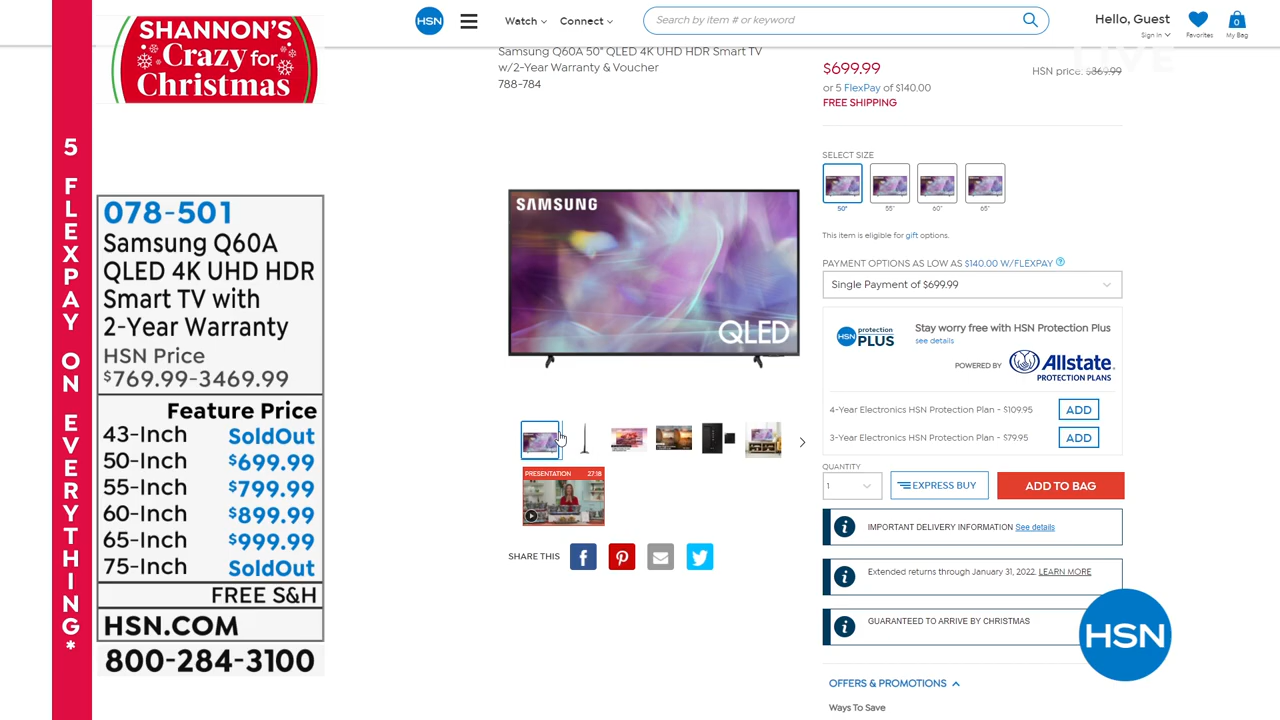 SHANNON'S
Crazy for
Christmas
5 FLEXPAY ON EVERYTHING*
078-501
Samsung Q60A
QLED 4K UHD HDR
Smart TV with
2-Year Warranty
HSN Price
$769.99-3469.99
Feature Price
43-Inch SoldOut
50-Inch $699.99
55-Inch $799.99
60-Inch $899.99
65-Inch $999.99
75-Inch SoldOut
FREE S&H
HSN.COM
800-284-3100
HSN
Watch
Connect
Search by item # or keyword
Hello, Guest
Sign in
Favorites
0
My Bag
LIVE
Samsung Q60A 50" QLED 4K UHD HDR Smart TV
w/2-Year Warranty & Voucher
788-784
SAMSUNG
QLED
PRESENTATION 27:18
SHARE THIS
$699.99
HSN price: $869.99
or 5 FlexPay of $140.00
FREE SHIPPING
SELECT SIZE
50" 55" 60" 65"
This item is eligible for gift options.
PAYMENT OPTIONS AS LOW AS $140.00 W/FLEXPAY
Single Payment of $699.99
HSN protection PLUS
Stay worry free with HSN Protection Plus
see details
POWERED BY Allstate.
PROTECTION PLANS
4-Year Electronics HSN Protection Plan - $109.95 ADD
3-Year Electronics HSN Protection Plan - $79.95 ADD
QUANTITY
1
EXPRESS BUY
ADD TO BAG
IMPORTANT DELIVERY INFORMATION See details
Extended returns through January 31, 2022. LEARN MORE
GUARANTEED TO ARRIVE BY CHRISTMAS
HSN
OFFERS & PROMOTIONS
Ways To Save